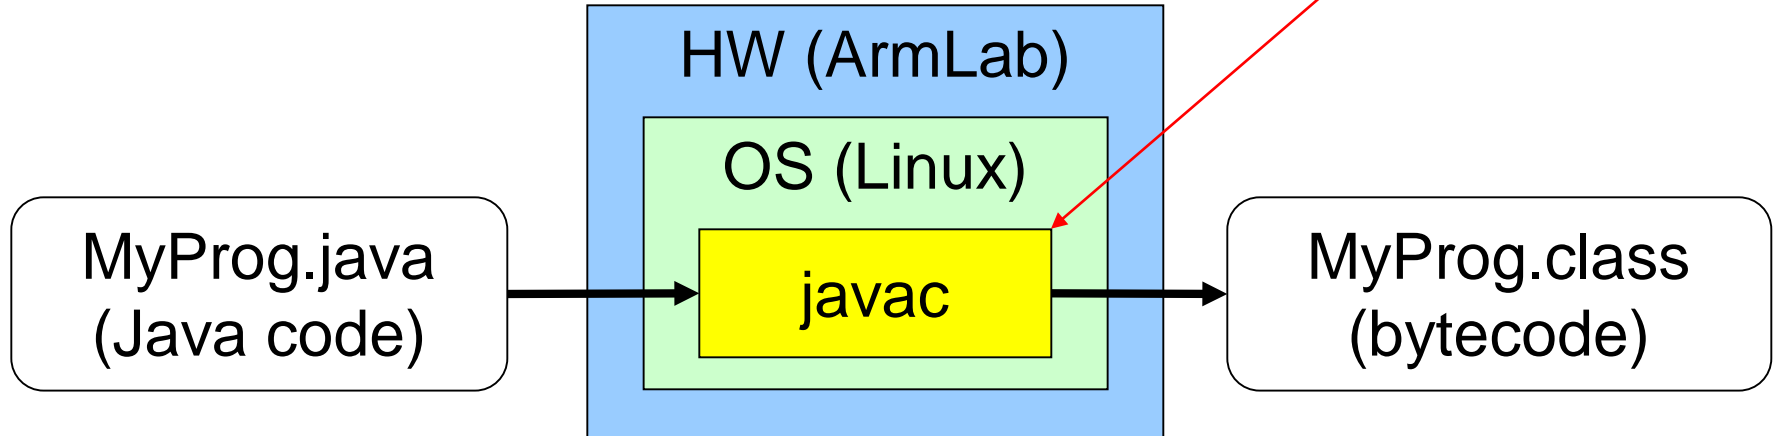 HW (ArmLab)
OS (Linux)
MyProg.java
(Java code)
javac
MyProg.class
(bytecode)